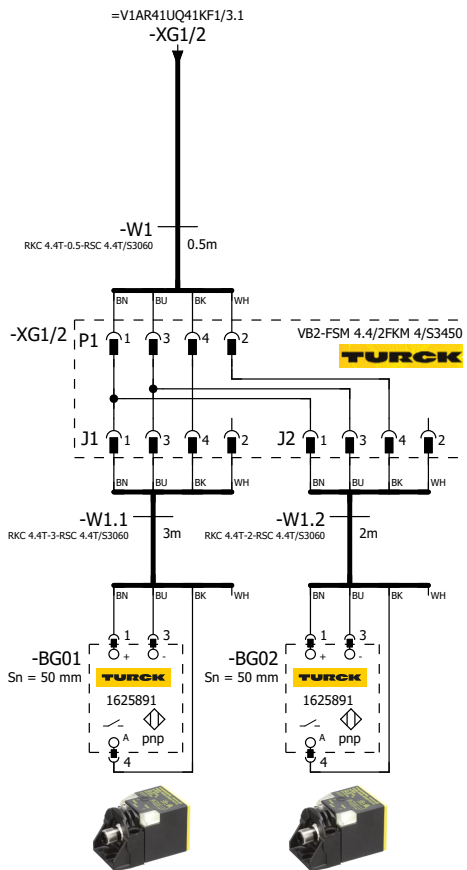 =V1AR41UQ41KF1/3.1
-XG1/2
-W1
RKC 4.4T-0.5-RSC 4.4T/S3060
0.5m
BN BU BK WH
-XG1/2
P1 1 3 4 2
VB2-FSM 4.4/2FKM 4/S3450
TURCK
J1 1 3 4 2
J2 1 3 4 2
BN BU BK WH
BN BU BK WH
-W1.1
RKC 4.4T-3-RSC 4.4T/S3060
3m
-W1.2
RKC 4.4T-2-RSC 4.4T/S3060
2m
BN BU BK WH
BN BU BK WH
-BG01
Sn = 50 mm
1 3
+ -
TURCK
1625891
A
pnp
4
-BG02
Sn = 50 mm
1 3
+ -
TURCK
1625891
A
pnp
4